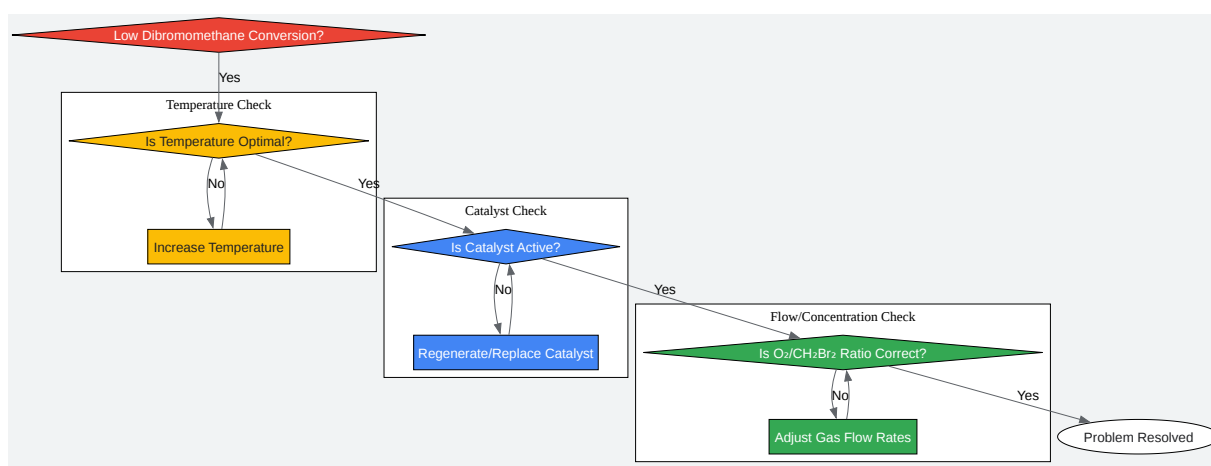 Low Dibromomethane Conversion?
Yes
Temperature Check
Is Temperature Optimal?
No
Yes
Increase Temperature
Catalyst Check
Is Catalyst Active?
No
Yes
Regenerate/Replace Catalyst
Flow/Concentration Check
Is O₂/CH₂Br₂ Ratio Correct?
No
Yes
Adjust Gas Flow Rates
Problem Resolved